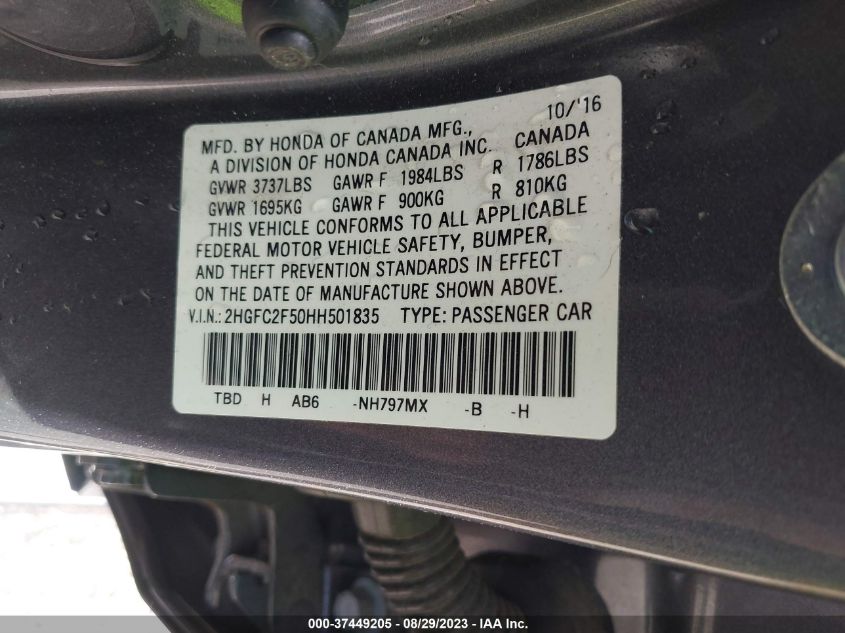 10/'16
MFD. BY HONDA OF CANADA MFG.,
A DIVISION OF HONDA CANADA INC. CANADA
GVWR 3737LBS GAWR F 1984LBS R 1786LBS
GVWR 1695KG GAWR F 900KG R 810KG
THIS VEHICLE CONFORMS TO ALL APPLICABLE
FEDERAL MOTOR VEHICLE SAFETY, BUMPER,
AND THEFT PREVENTION STANDARDS IN EFFECT
ON THE DATE OF MANUFACTURE SHOWN ABOVE.
V.I.N.: 2HGFC2F50HH501835 TYPE: PASSENGER CAR
TBD H AB6 -NH797MX -B -H
000-37449205 - 08/29/2023 - IAA Inc.